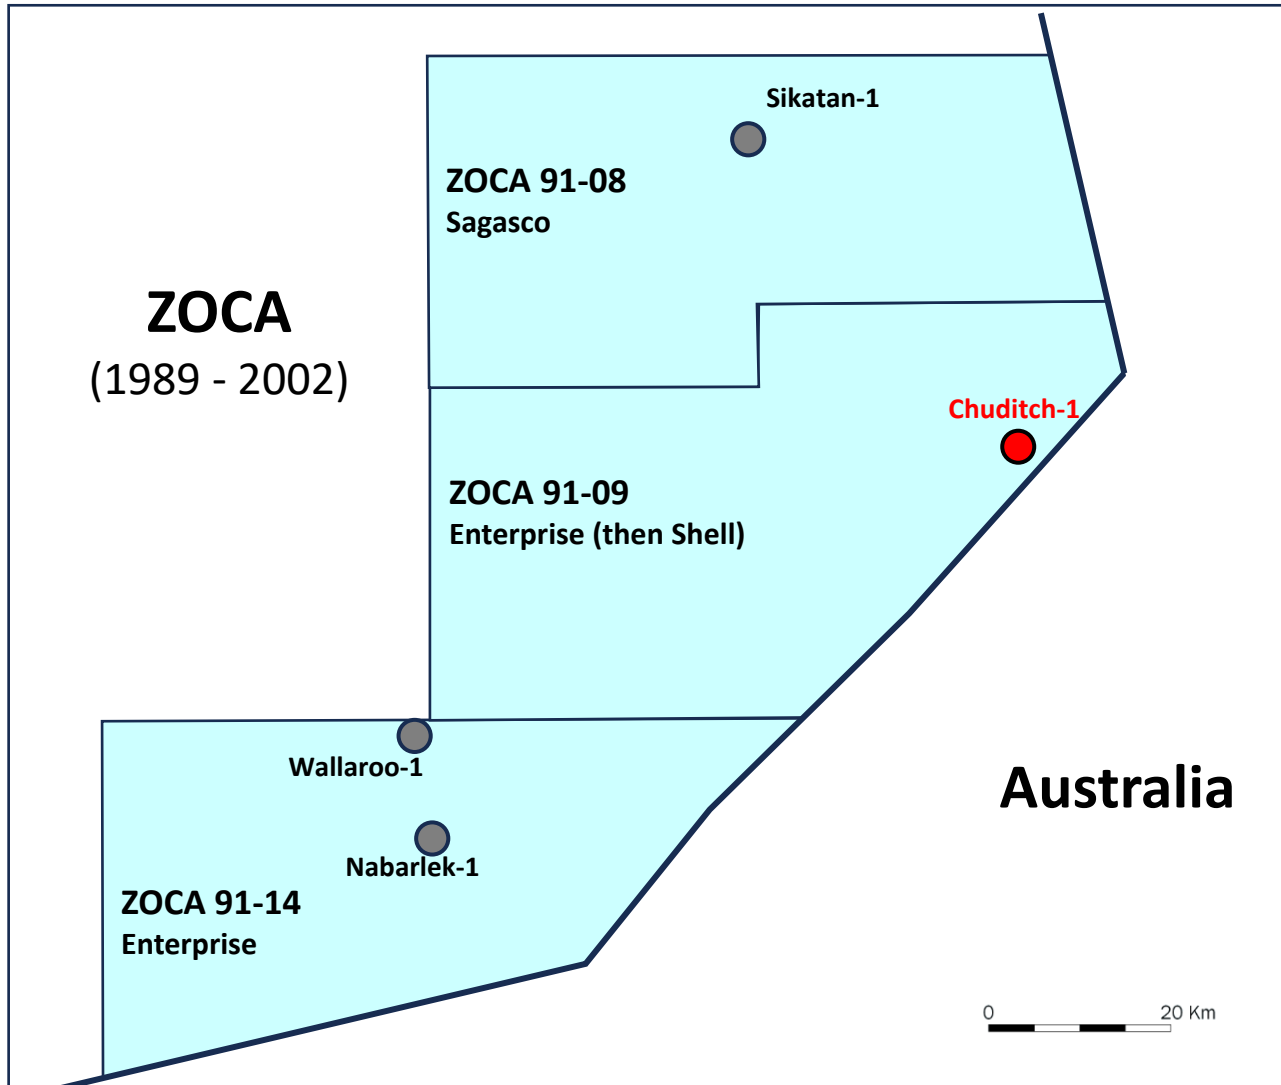 Sikatan-1
ZOCA 91-08
Sagasco
ZOCA
(1989 - 2002)
Chuditch-1
ZOCA 91-09
Enterprise (then Shell)
Wallaroo-1
Australia
Nabarlek-1
ZOCA 91-14
Enterprise
0 20 Km